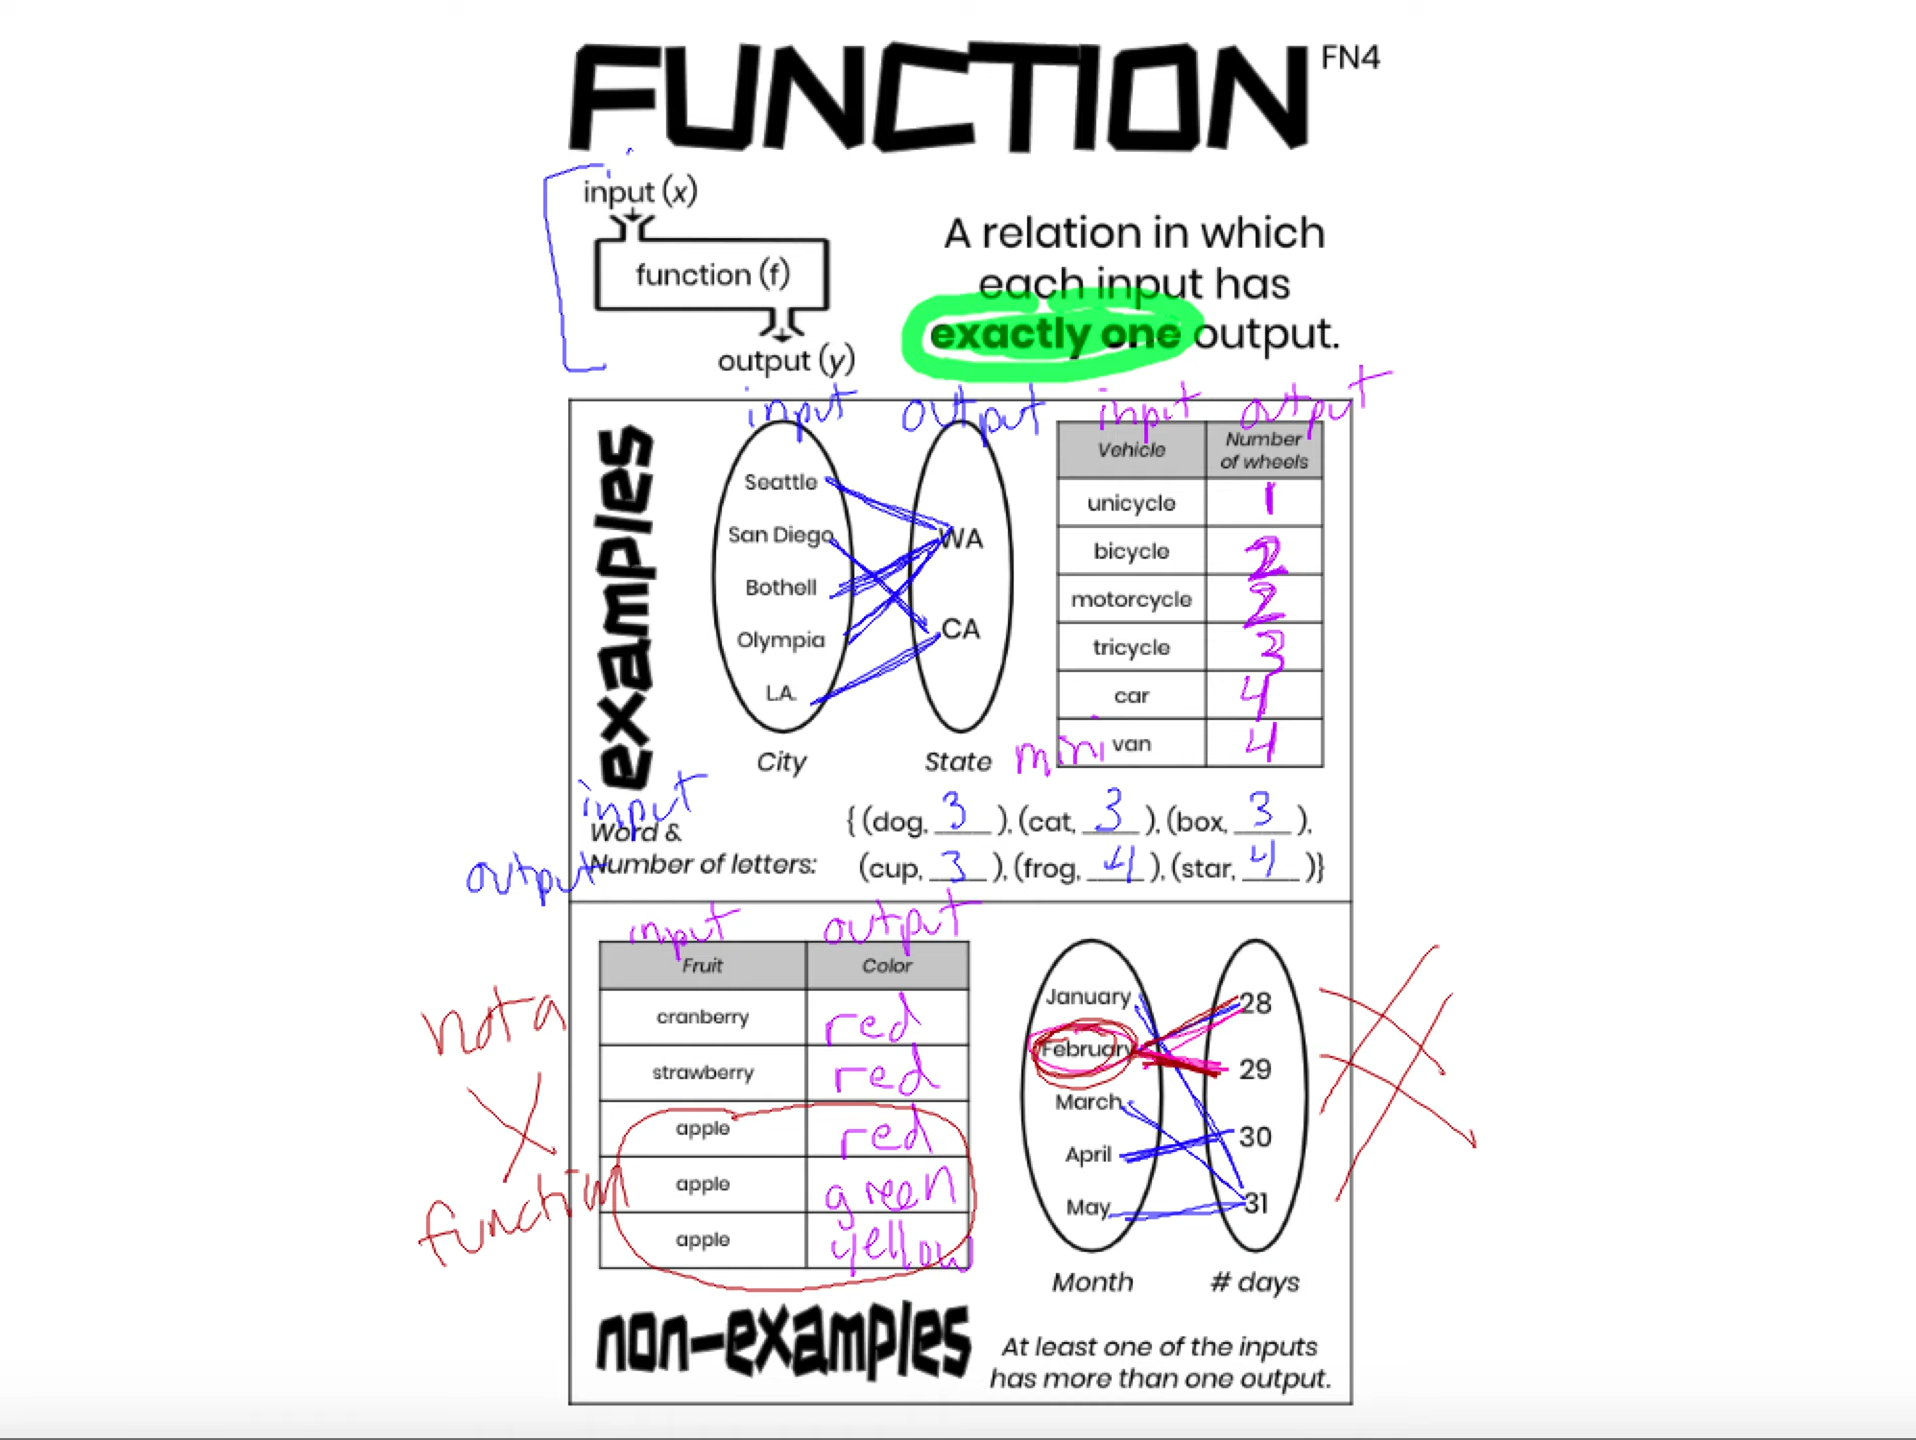 FUNCTION FN4
input (x)
function (f)
output (y)
A relation in which
each input has
exactly one output.
examples
input output
Seattle
San Diego
Bothell
Olympia
L.A.
WA
CA
City State
input output
Vehicle Number of wheels
unicycle 1
bicycle 2
motorcycle 2
tricycle 3
car 4
mini van 4
input
output
Word &
Number of letters:
{ (dog, 3 ), (cat, 3 ), (box, 3 ),
(cup, 3 ), (frog, 4 ), (star, 4 )}
input output
Fruit Color
cranberry red
strawberry red
apple red
apple green
apple yellow
not a
function
non-examples
January
February
March
April
May
28
29
30
31
Month # days
At least one of the inputs
has more than one output.